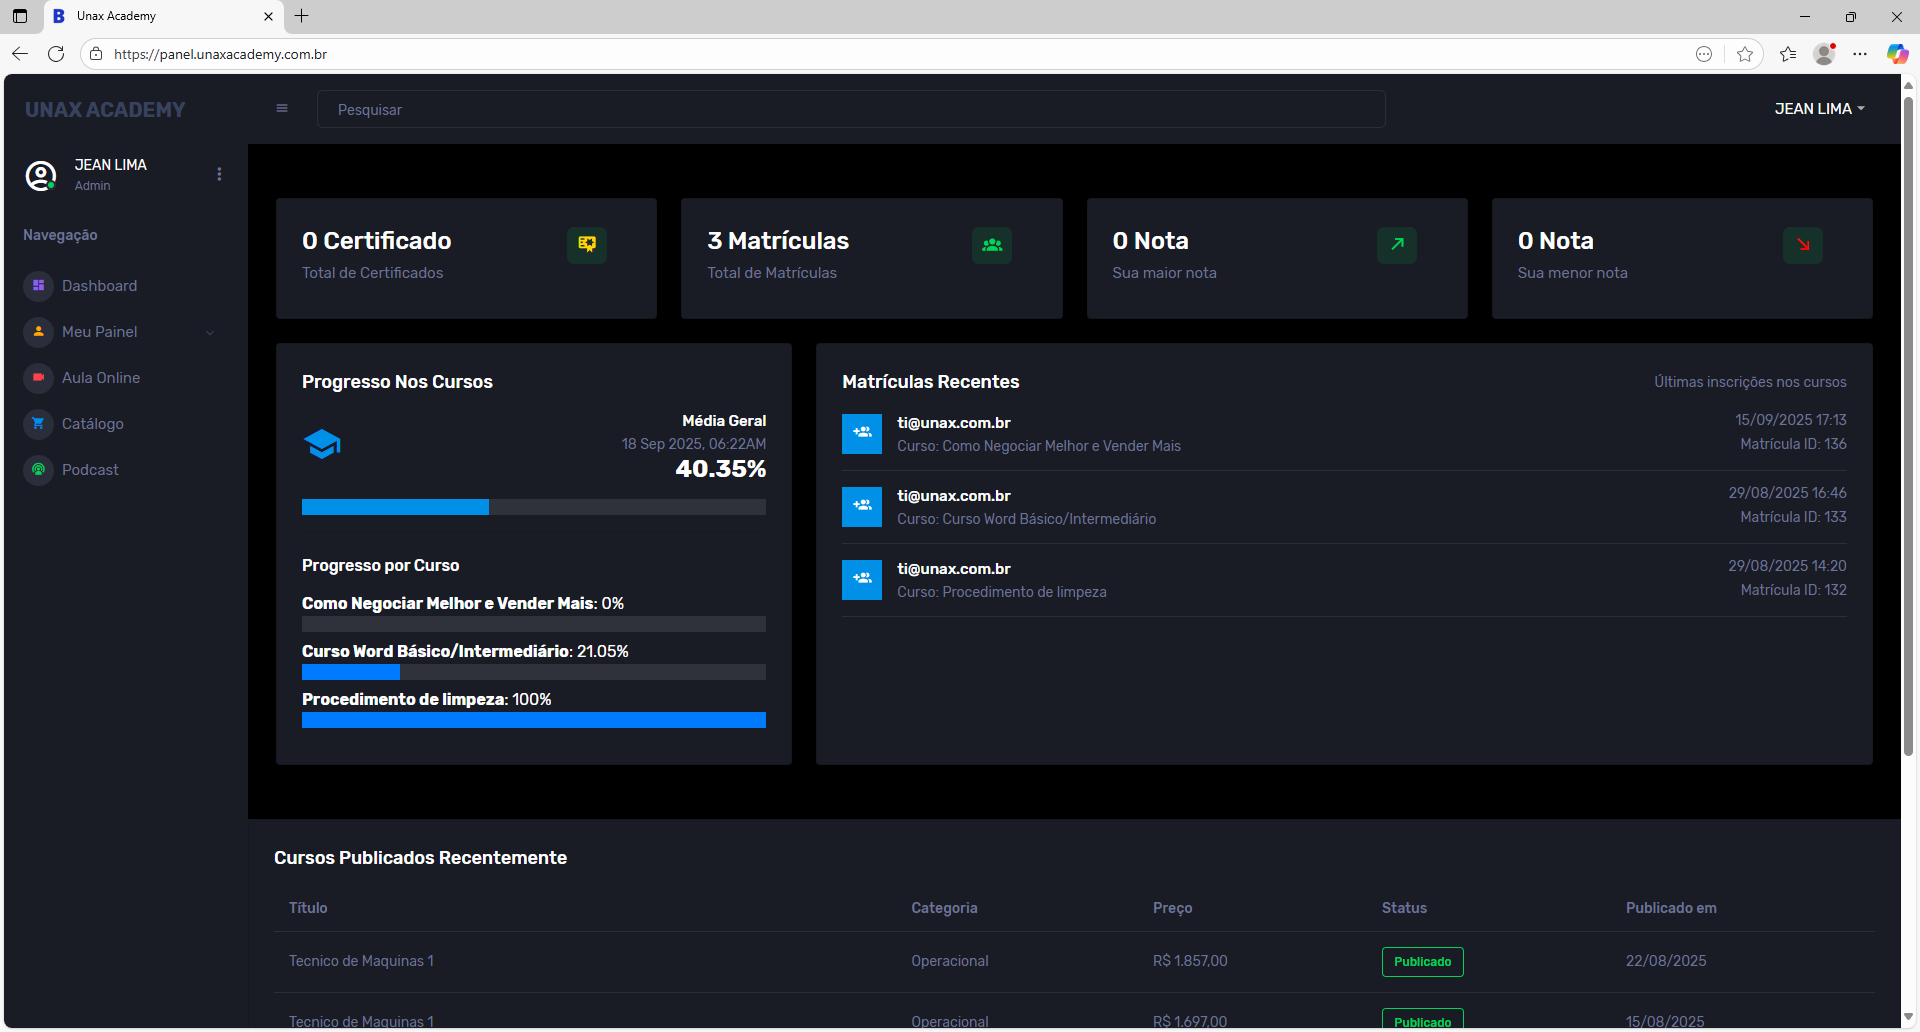 Unax Academy
https://panel.unaxacademy.com.br
UNAX ACADEMY
Pesquisar
JEAN LIMA
JEAN LIMA
Admin
Navegação
Dashboard
Meu Painel
Aula Online
Catálogo
Podcast
0 Certificado
Total de Certificados
3 Matrículas
Total de Matrículas
0 Nota
Sua maior nota
0 Nota
Sua menor nota
Progresso Nos Cursos
Média Geral
18 Sep 2025, 06:22AM
40.35%
Progresso por Curso
Como Negociar Melhor e Vender Mais: 0%
Curso Word Básico/Intermediário: 21.05%
Procedimento de limpeza: 100%
Matrículas Recentes
Últimas inscrições nos cursos
ti@unax.com.br
15/09/2025 17:13
Curso: Como Negociar Melhor e Vender Mais
Matrícula ID: 136
ti@unax.com.br
29/08/2025 16:46
Curso: Curso Word Básico/Intermediário
Matrícula ID: 133
ti@unax.com.br
29/08/2025 14:20
Curso: Procedimento de limpeza
Matrícula ID: 132
Cursos Publicados Recentemente
Título Categoria Preço Status Publicado em
Tecnico de Maquinas 1 Operacional R$ 1.857,00 Publicado 22/08/2025
Tecnico de Maquinas 1 Operacional R$ 1.697,00 Publicado 15/08/2025